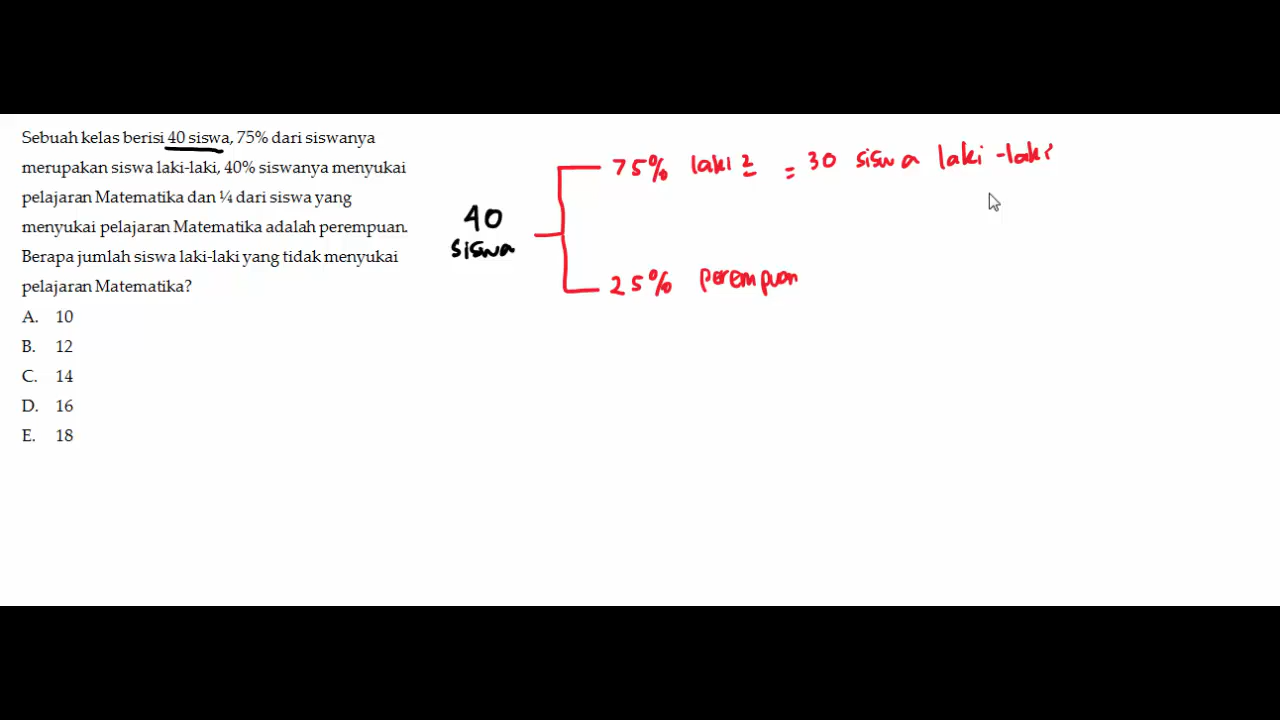 Sebuah kelas berisi 40 siswa, 75% dari siswanya
merupakan siswa laki-laki, 40% siswanya menyukai
pelajaran Matematika dan ¼ dari siswa yang
menyukai pelajaran Matematika adalah perempuan.
Berapa jumlah siswa laki-laki yang tidak menyukai
pelajaran Matematika?
A. 10
B. 12
C. 14
D. 16
E. 18
40
siswa
75% laki 2 = 30 siswa laki-laki
25% perempuan